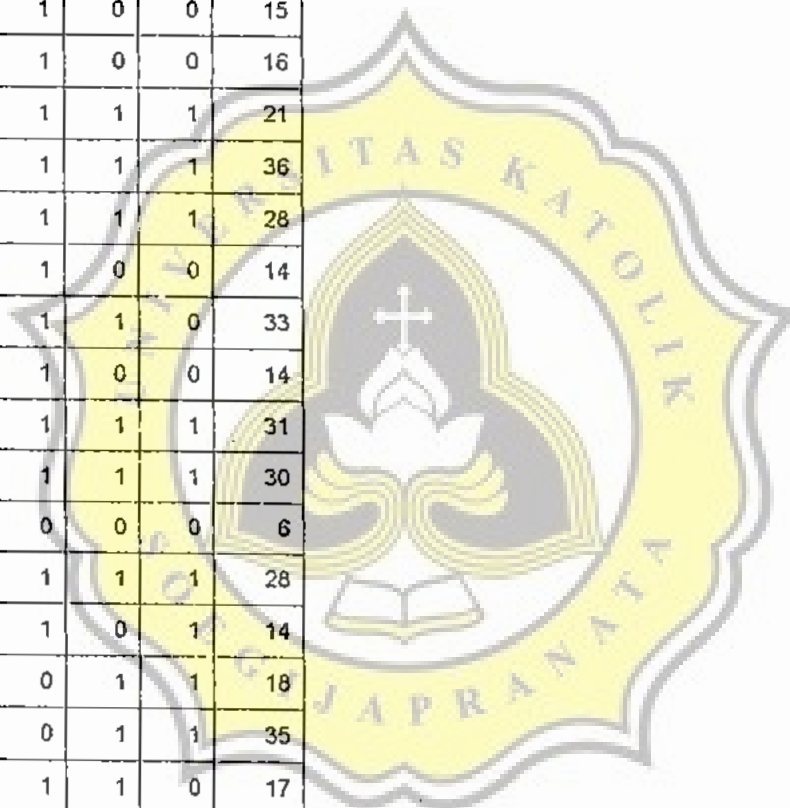 1 0 0 15
1 0 0 16
1 1 1 21
1 1 1 36
1 1 1 28
1 0 0 14
1 1 0 33
1 0 0 14
1 1 1 31
1 1 1 30
0 0 0 6
1 1 1 28
1 0 1 14
0 1 1 18
0 1 1 35
1 1 0 17
UNIVERSITAS KATOLIK
SOEGIJAPRANATA